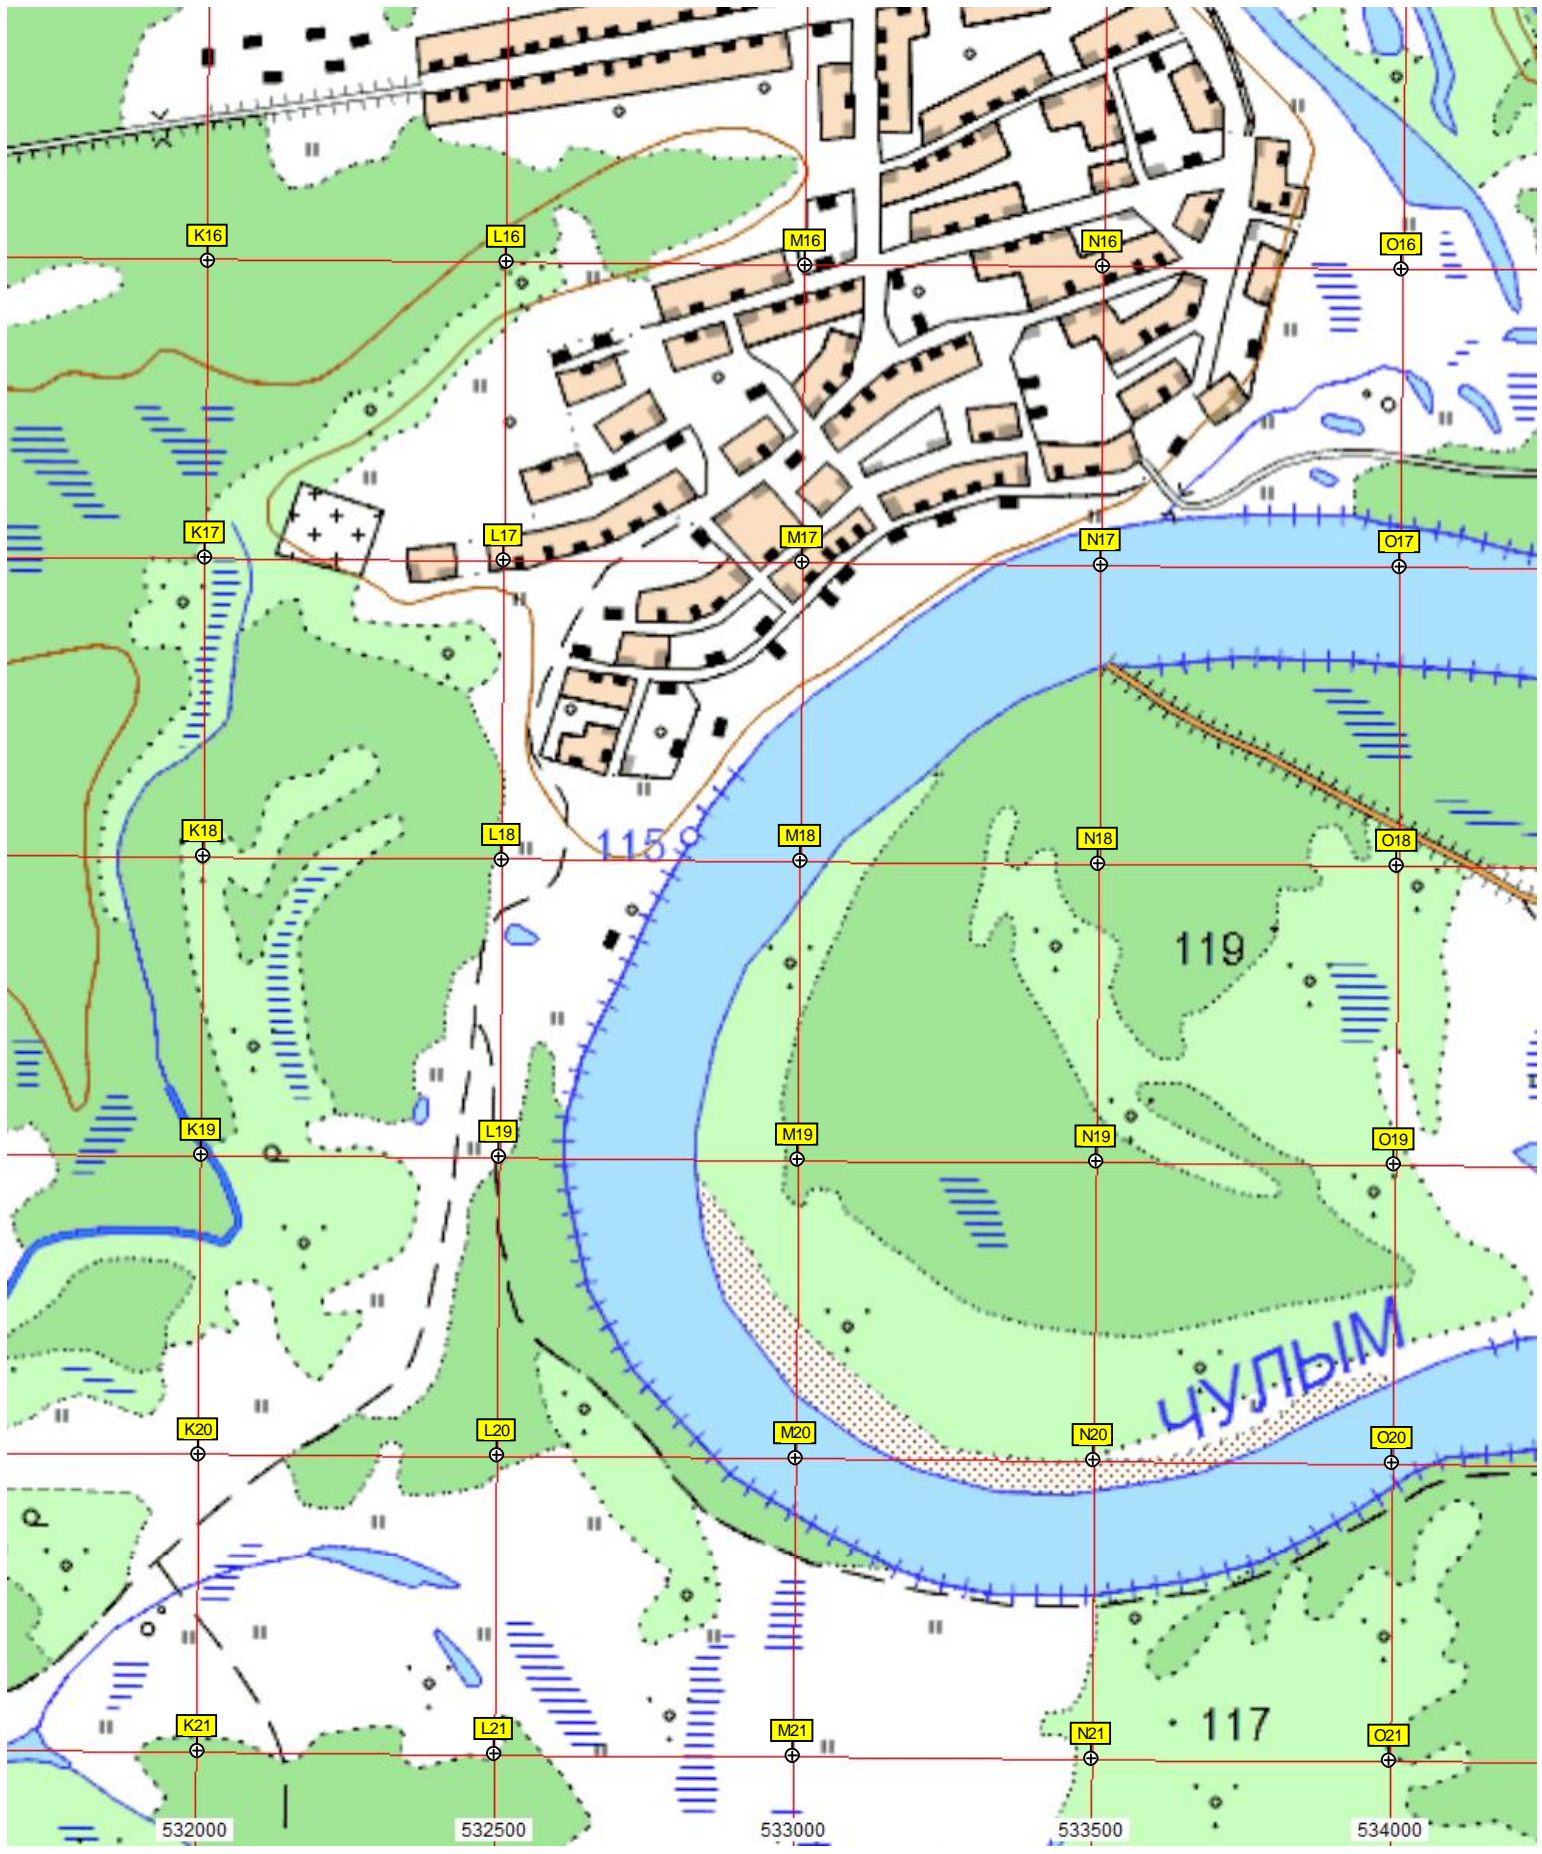 K16 L16 M16 N16 O16
K17 L17 M17 N17 O17
K18 L18 115.9 M18 N18 O18
119
K19 L19 M19 N19 O19
ЧУЛЫМ
K20 L20 M20 N20 O20
117
K21 L21 M21 N21 O21
532000 532500 533000 533500 534000